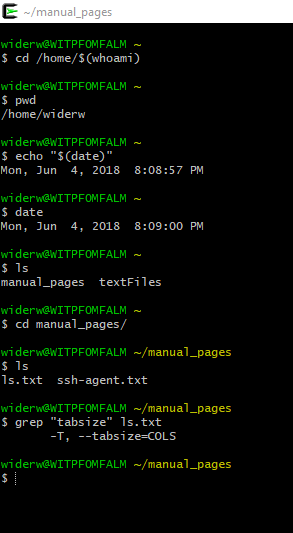 ~/manual_pages
widerw@WITPFOMFALM ~
$ cd /home/$(whoami)
widerw@WITPFOMFALM ~
$ pwd
/home/widerw
widerw@WITPFOMFALM ~
$ echo "$(date)"
Mon, Jun  4, 2018  8:08:57 PM
widerw@WITPFOMFALM ~
$ date
Mon, Jun  4, 2018  8:09:00 PM
widerw@WITPFOMFALM ~
$ ls
manual_pages  textFiles
widerw@WITPFOMFALM ~
$ cd manual_pages/
widerw@WITPFOMFALM ~/manual_pages
$ ls
ls.txt  ssh-agent.txt
widerw@WITPFOMFALM ~/manual_pages
$ grep "tabsize" ls.txt
       -T, --tabsize=COLS
widerw@WITPFOMFALM ~/manual_pages
$